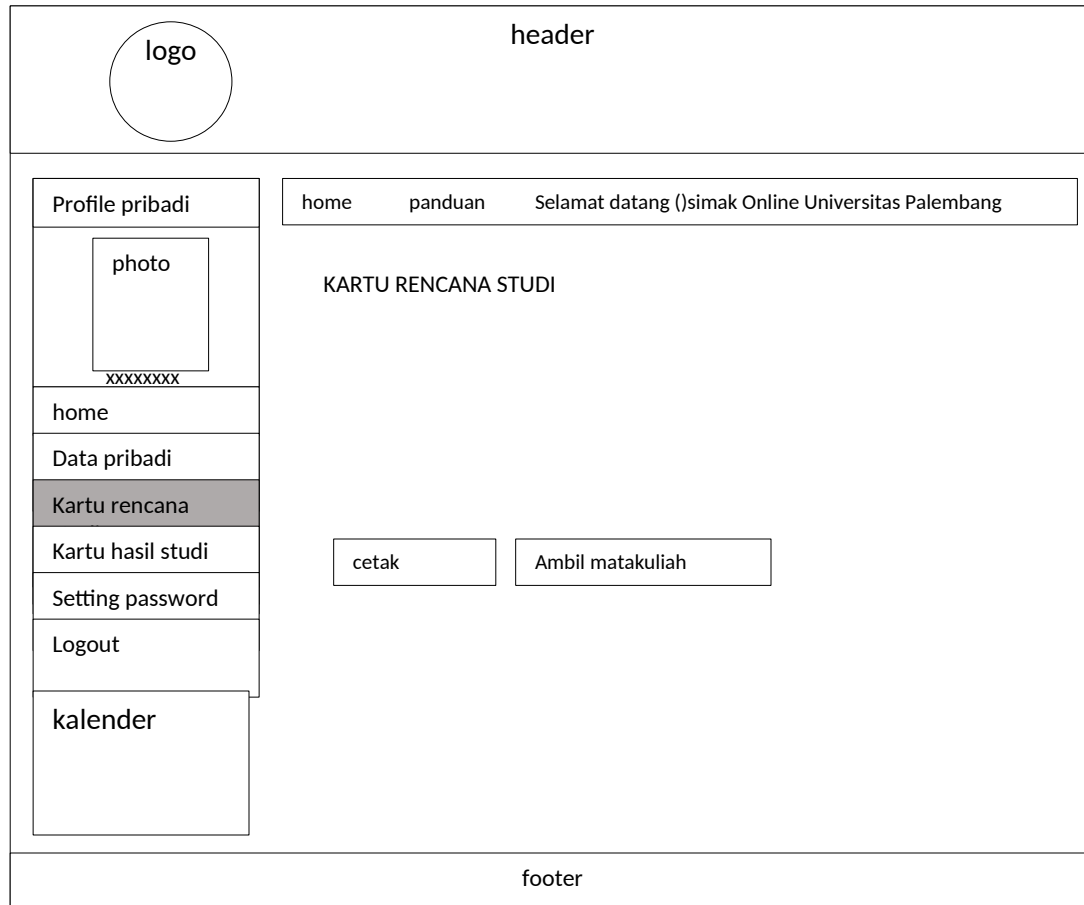 logo
header
Profile pribadi
photo
xxxxxxxx
home
Data pribadi
Kartu rencana
Kartu hasil studi
Setting password
Logout
kalender
home panduan Selamat datang ()simak Online Universitas Palembang
KARTU RENCANA STUDI
cetak Ambil matakuliah
footer